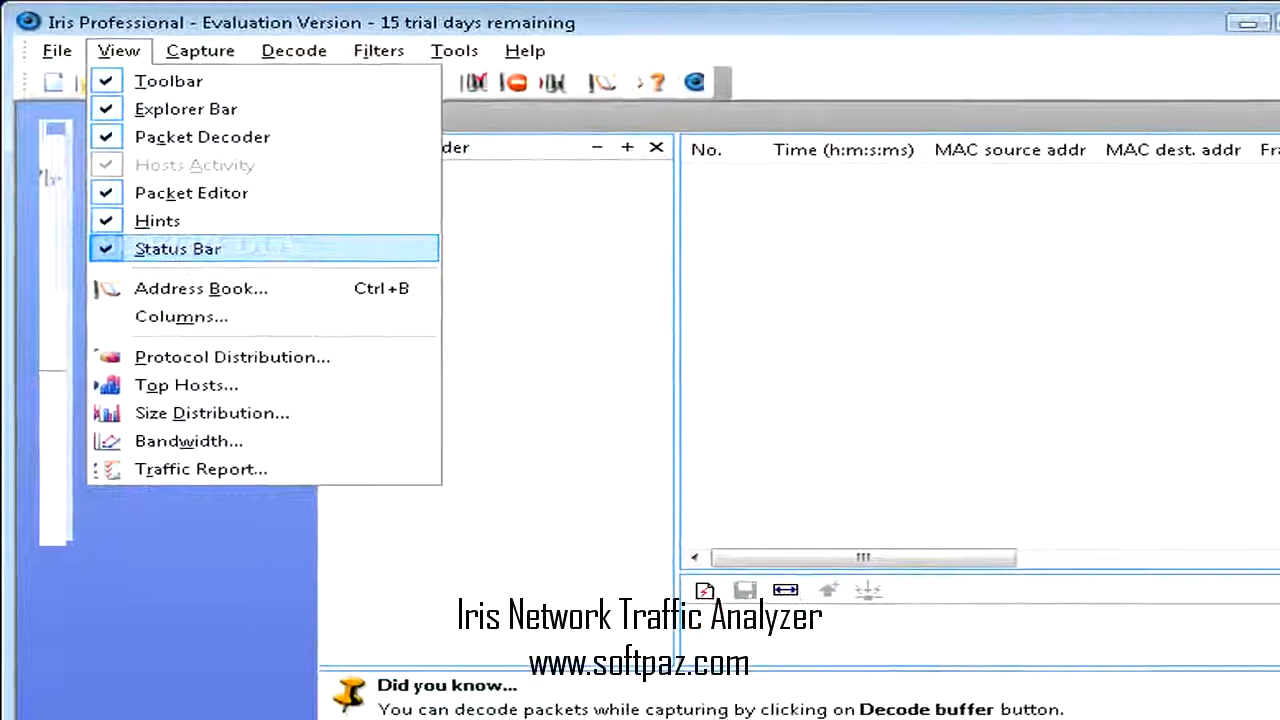 Iris Professional - Evaluation Version - 15 trial days remaining
File View Capture Decode Filters Tools Help
Toolbar
Explorer Bar
Packet Decoder
Hosts Activity
Packet Editor
Hints
Status Bar
Address Book... Ctrl+B
Columns...
Protocol Distribution...
Top Hosts...
Size Distribution...
Bandwidth...
Traffic Report...
der
No. Time (h:m:s:ms) MAC source addr MAC dest. addr Fra
Iris Network Traffic Analyzer
www.softpaz.com
Did you know...
You can decode packets while capturing by clicking on Decode buffer button.